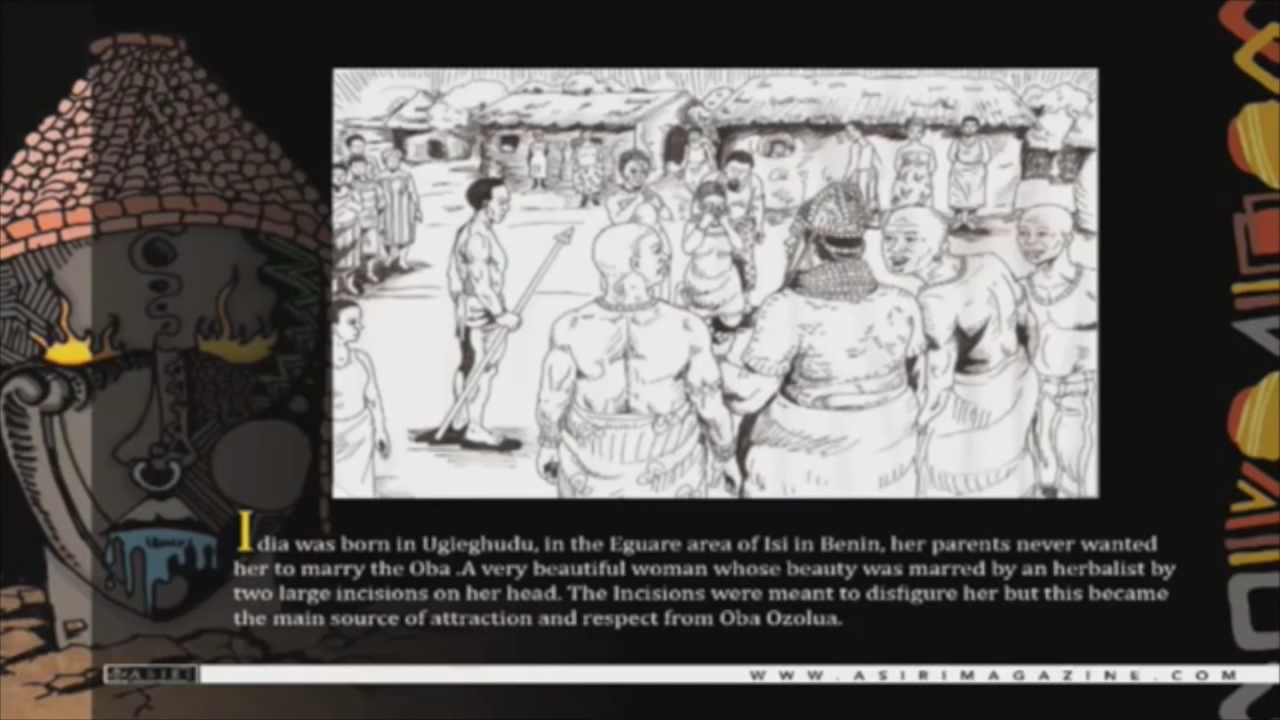 Idia was born in Ugieghudu, in the Eguare area of Isi in Benin, her parents never wanted
her to marry the Oba .A very beautiful woman whose beauty was marred by an herbalist by
two large incisions on her head. The Incisions were meant to disfigure her but this became
the main source of attraction and respect from Oba Ozolua.
WWW.ASIRIMAGAZINE.COM